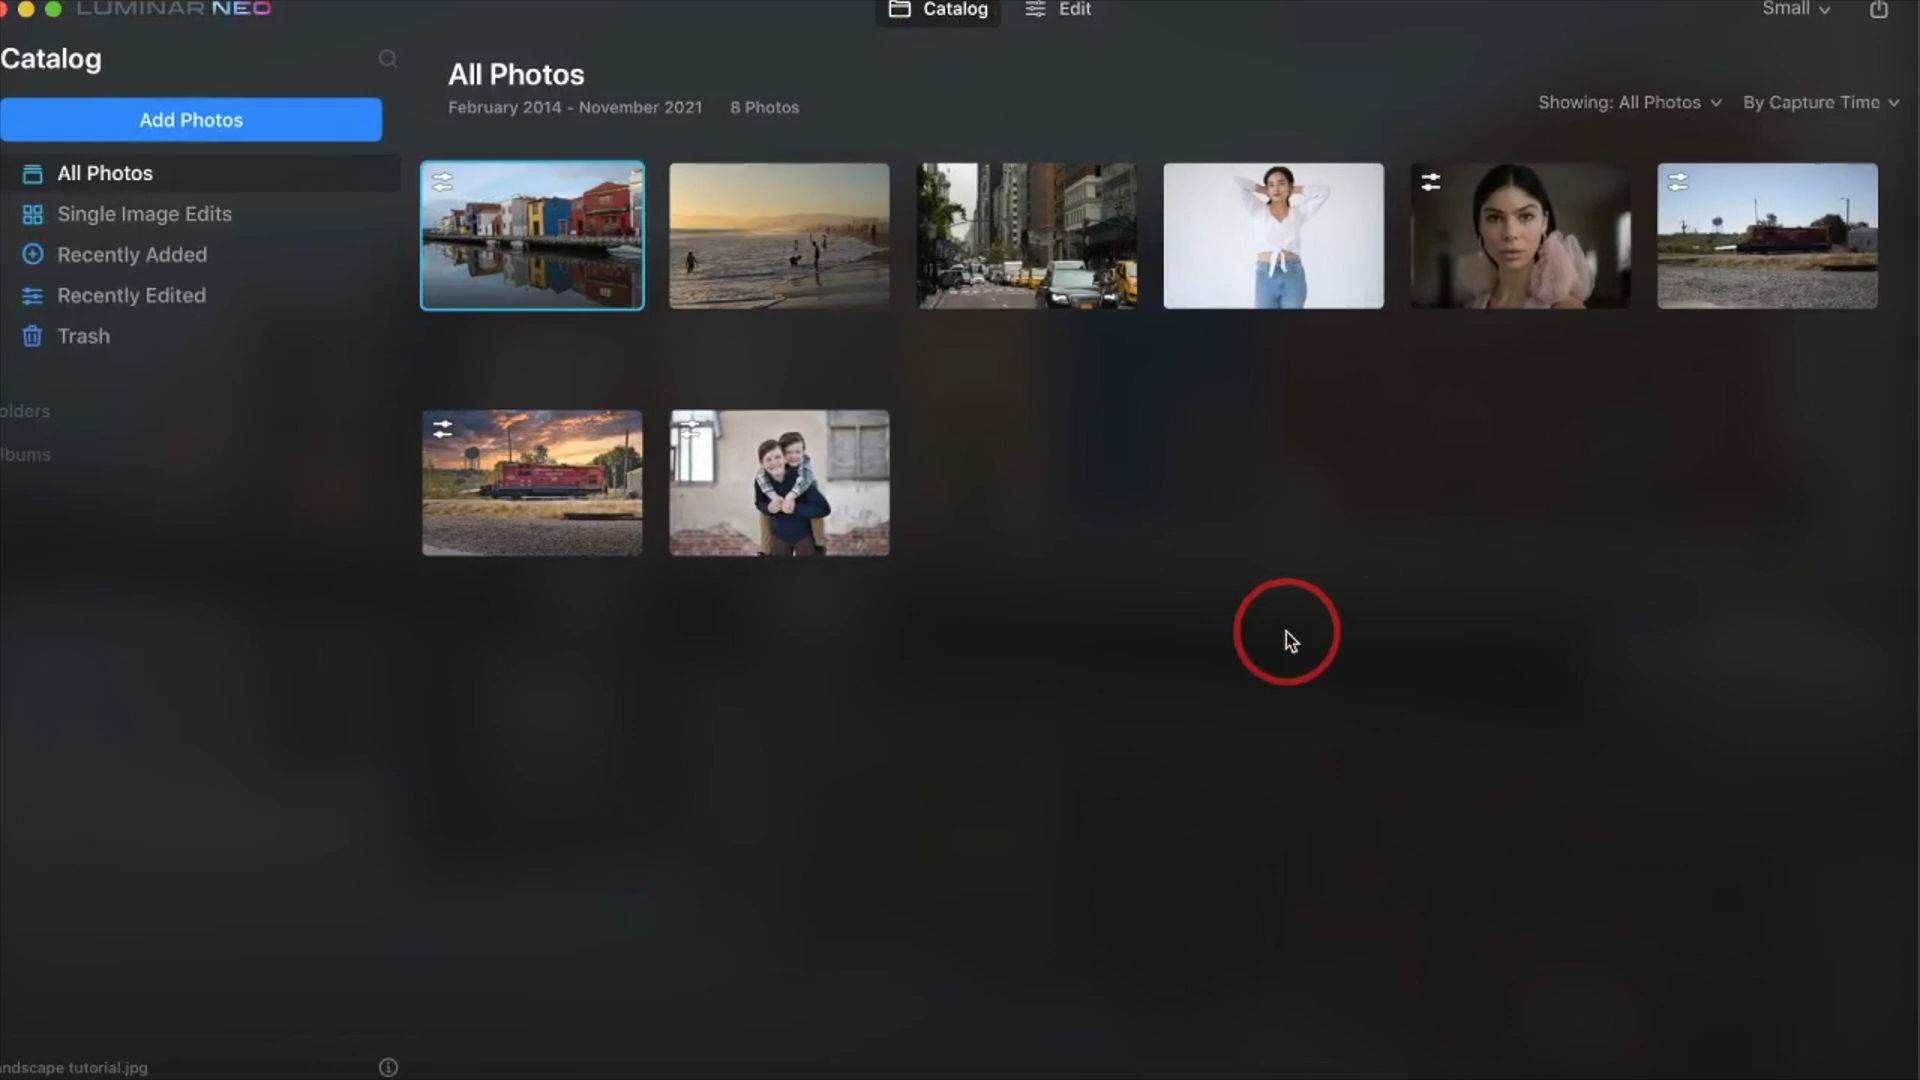 LUMINAR NEO
Catalog
Edit
Small
Catalog
Add Photos
All Photos
Single Image Edits
Recently Added
Recently Edited
Trash
olders
lbums
All Photos
February 2014 - November 2021 8 Photos
Showing: All Photos
By Capture Time
andscape tutorial.jpg